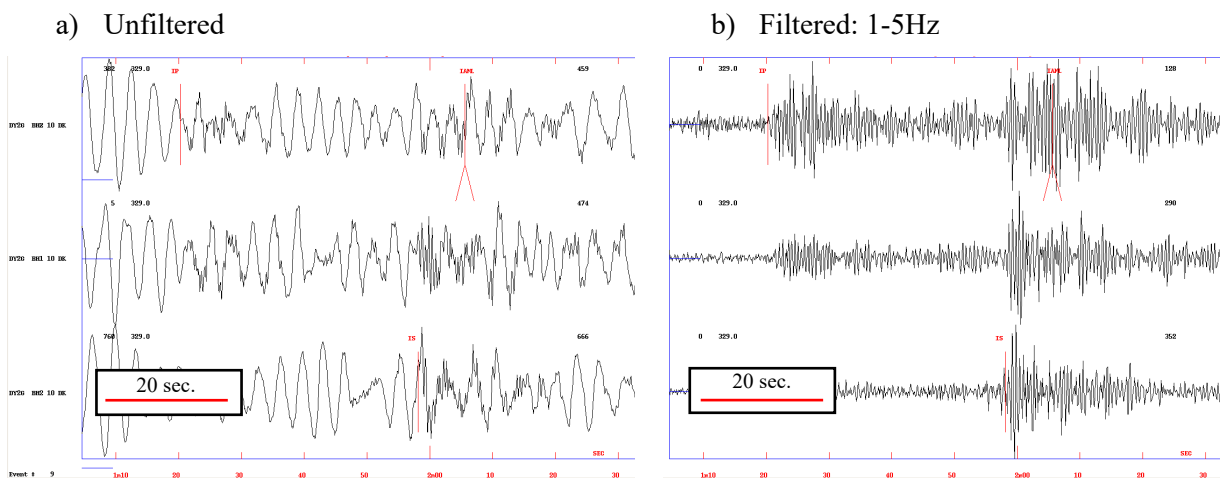 a) Unfiltered
b) Filtered: 1-5Hz
382 329.0 459
IP IAML
DY2G BHZ 10 DK
5 329.0 474
DY2G BH1 10 DK
760 329.0 666
IS
DY2G BH2 10 DK
20 sec.
SEC
Event # 9 1m10 20 30 40 50 2m00 10 20 30
0 329.0 128
IP IAML
0 329.0 290
0 329.0 352
IS
20 sec.
SEC
1m10 20 30 40 50 2m00 10 20 30